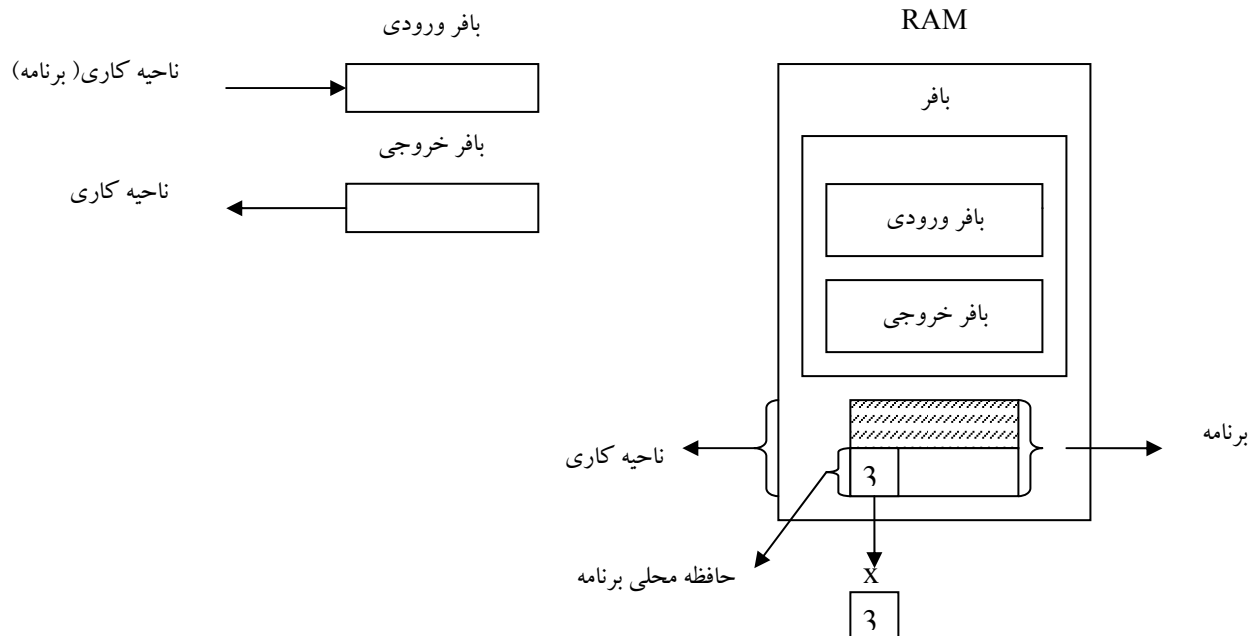 بافر ورودی
ناحیه کاری( برنامه)
بافر خروجی
ناحیه کاری
RAM
بافر
بافر ورودی
بافر خروجی
برنامه
ناحیه کاری
3
حافظه محلی برنامه
x
3